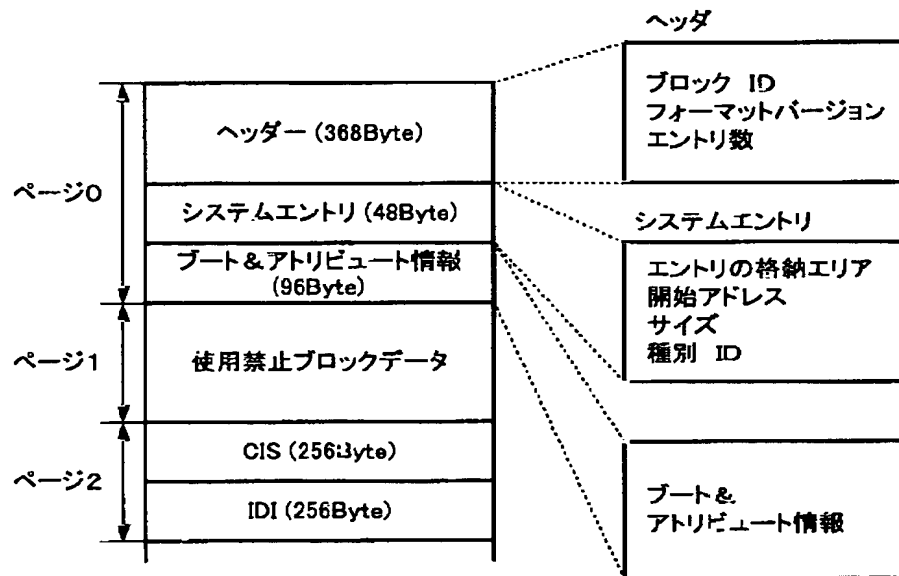 ページ0
ヘッダー (368Byte)
システムエントリ (48Byte)
ブート&アトリビュート情報
(96Byte)
ページ1
使用禁止ブロックデータ
ページ2
CIS (256Byte)
IDI (256Byte)
ヘッダ
ブロック ID
フォーマットバージョン
エントリ数
システムエントリ
エントリの格納エリア
開始アドレス
サイズ
種別 ID
ブート&
アトリビュート情報